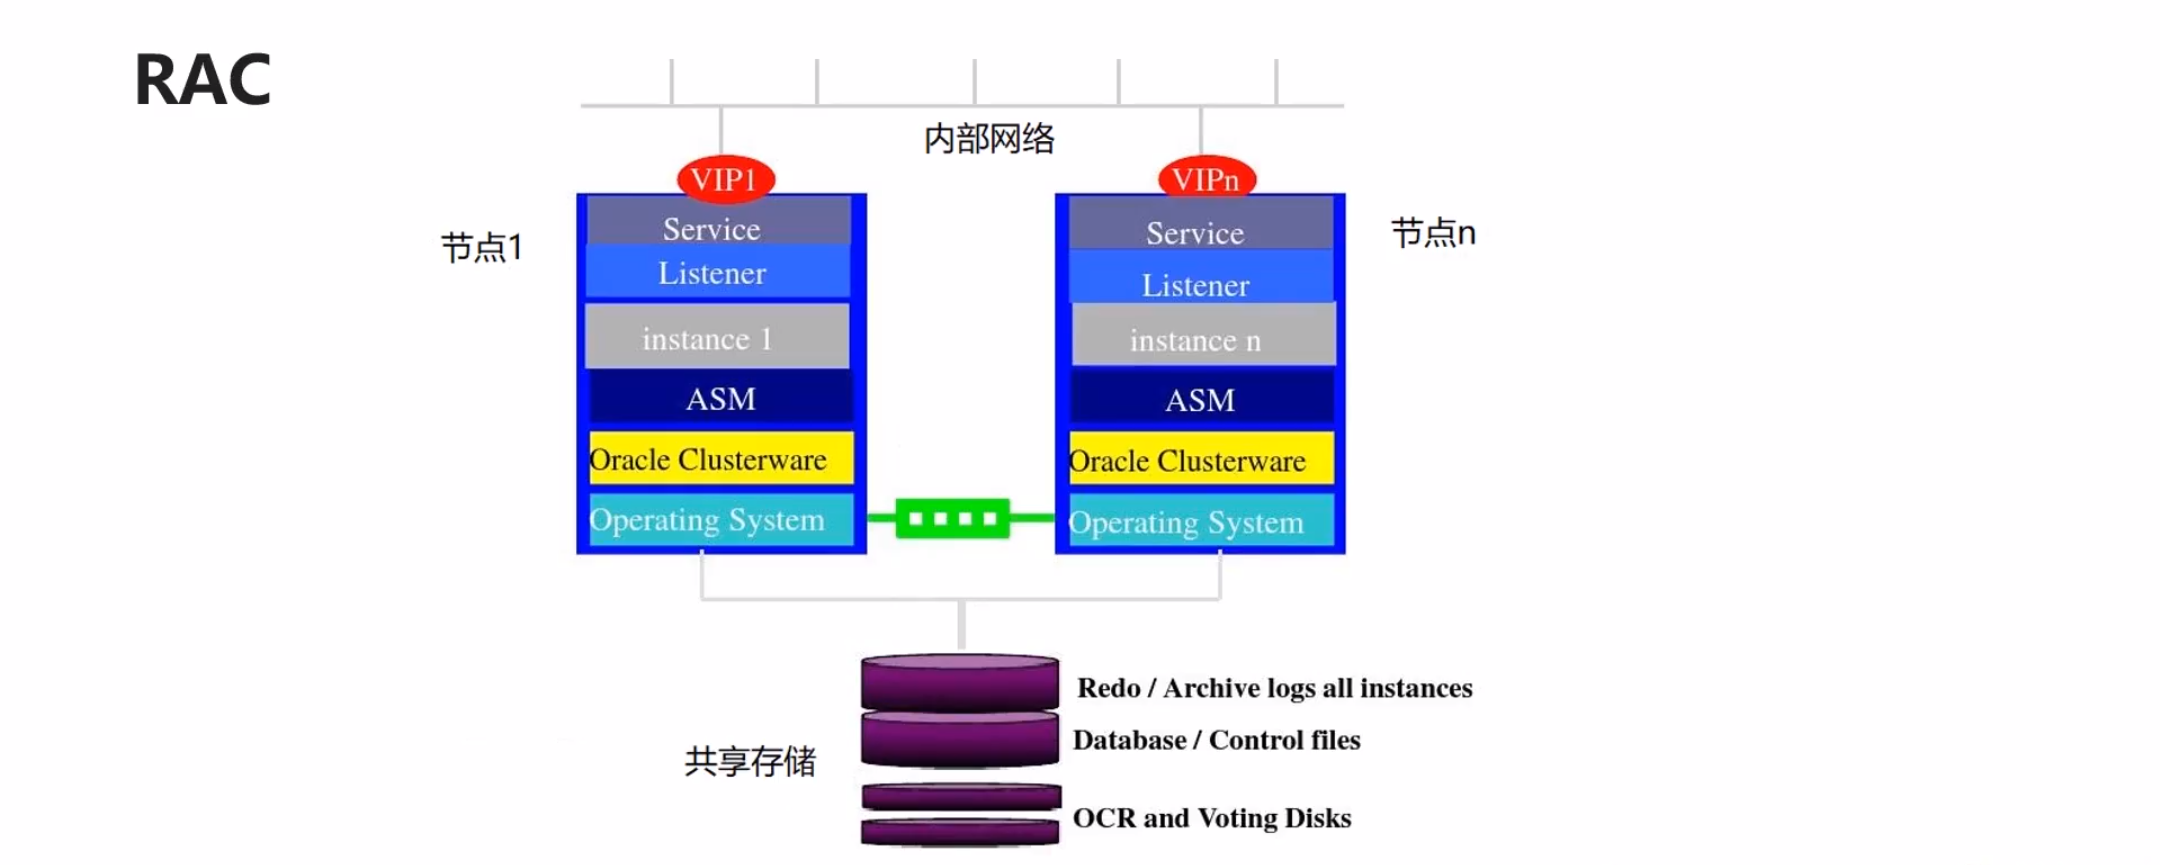 RAC
内部网络
VIP1
VIPn
节点1
Service
Listener
instance 1
ASM
Oracle Clusterware
Operating System
节点n
Service
Listener
instance n
ASM
Oracle Clusterware
Operating System
共享存储
Redo / Archive logs all instances
Database / Control files
OCR and Voting Disks